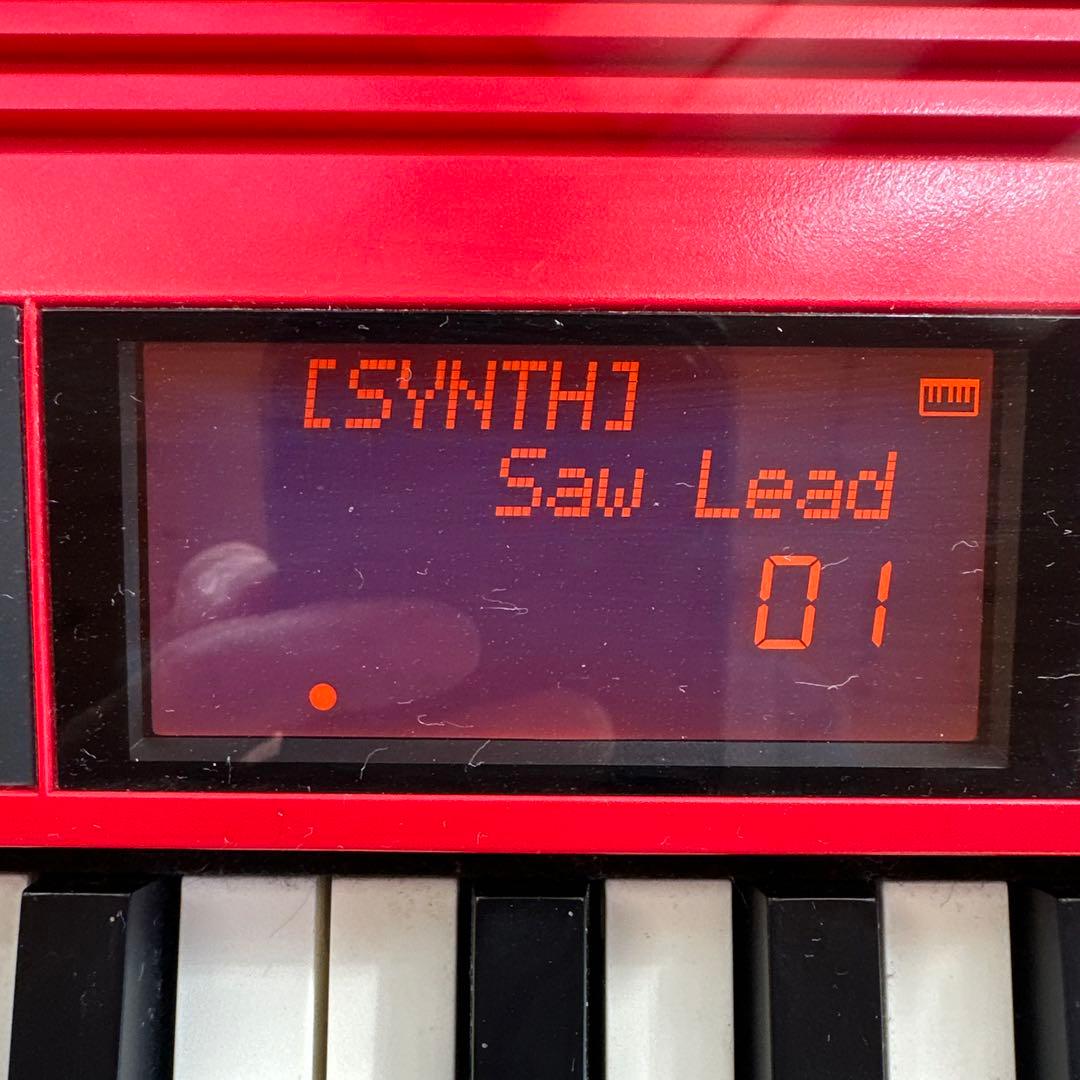 [SYNTH]
Saw Lead
01